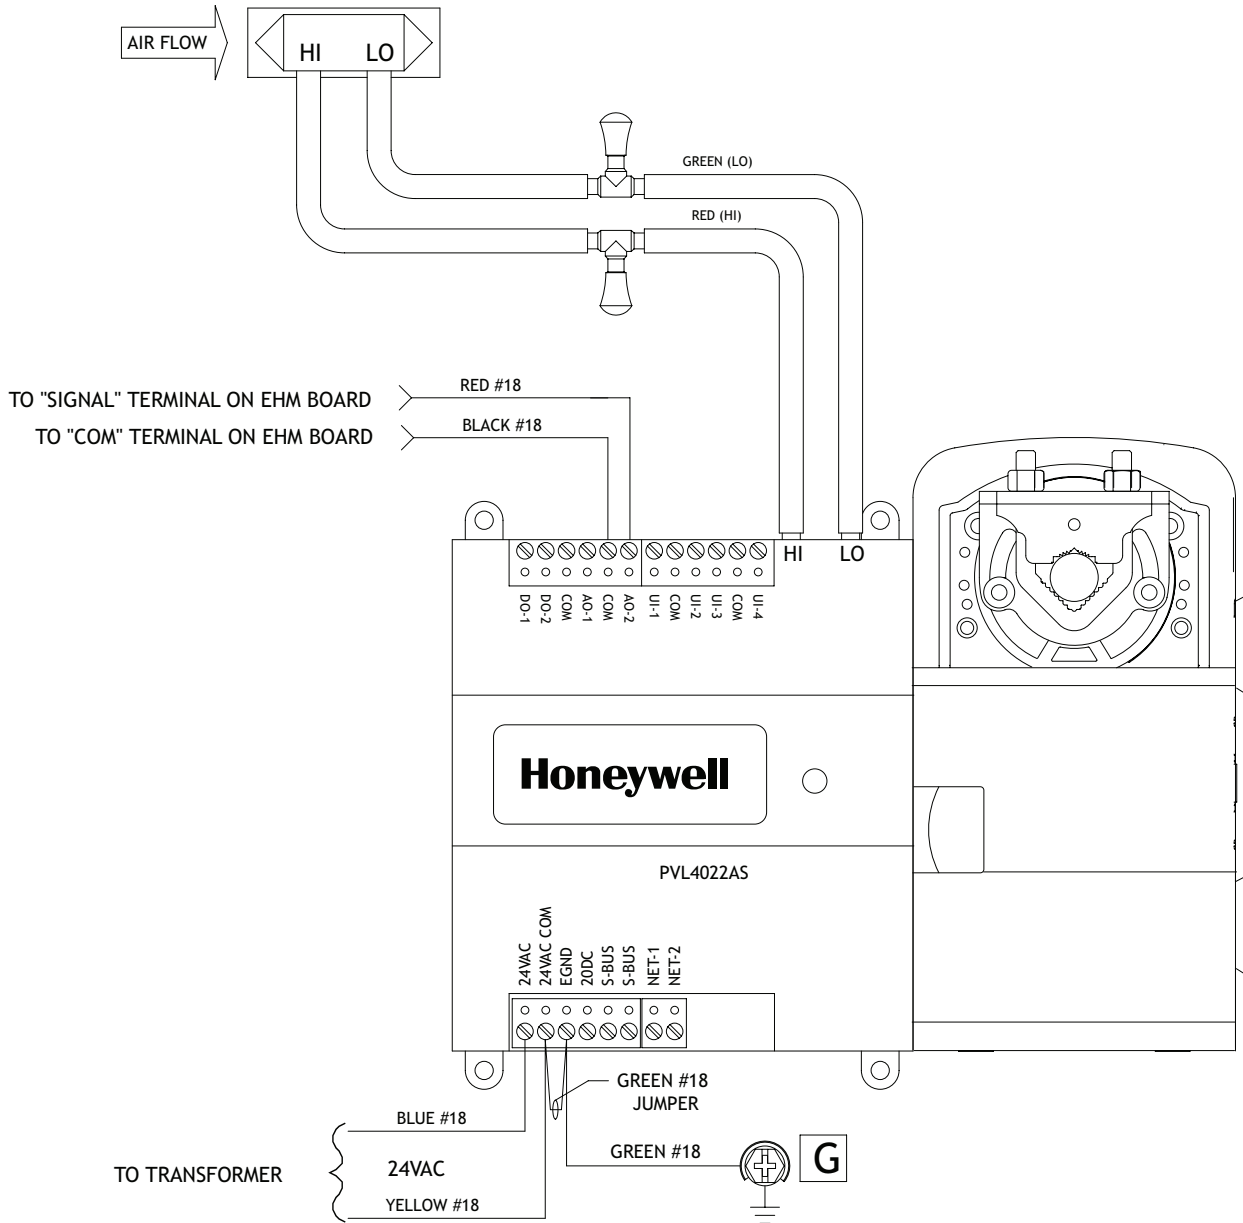 AIR FLOW
HI
LO
GREEN (LO)
RED (HI)
RED #18
TO "SIGNAL" TERMINAL ON EHM BOARD
BLACK #18
TO "COM" TERMINAL ON EHM BOARD
HI
LO
DO-1
DO-2
COM
AO-1
COM
AO-2
UI-1
COM
UI-2
UI-3
COM
UI-4
Honeywell
PVL4022AS
24VAC
24VAC COM
EGND
20DC
S-BUS
S-BUS
NET-1
NET-2
GREEN #18
JUMPER
BLUE #18
GREEN #18
G
TO TRANSFORMER
24VAC
YELLOW #18